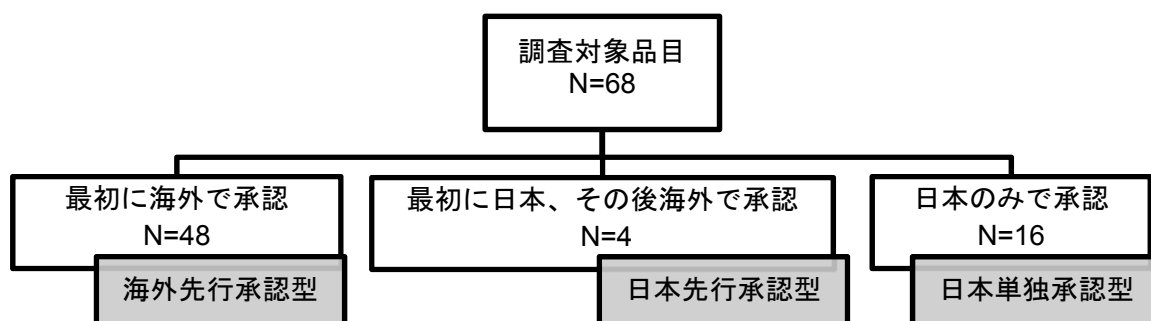 調査対象品目
N=68
最初に海外で承認
N=48
海外先行承認型
最初に日本、その後海外で承認
N=4
日本先行承認型
日本のみで承認
N=16
日本単独承認型